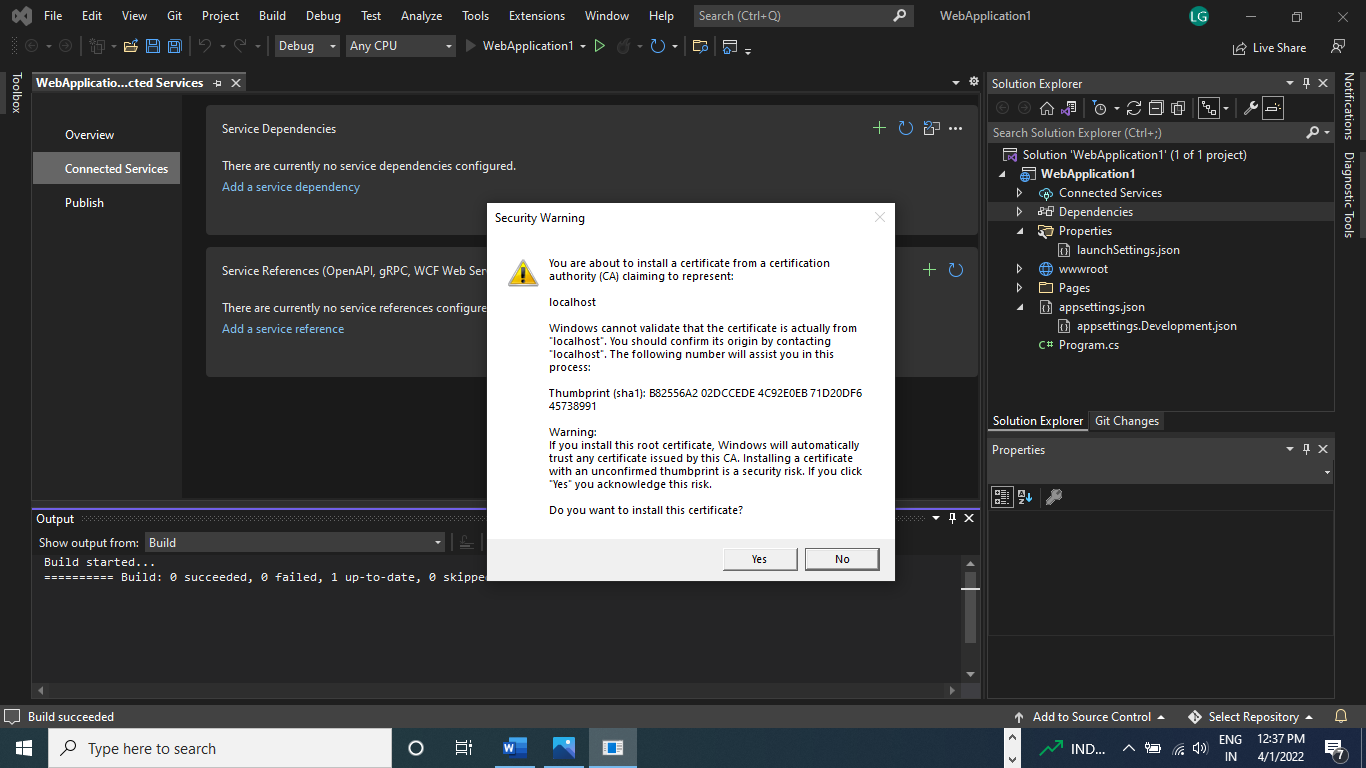 File Edit View Git Project Build Debug Test Analyze Tools Extensions Window Help Search (Ctrl+Q) WebApplication1 LG
Debug Any CPU WebApplication1 Live Share
Toolbox
WebApplicatio...cted Services
Overview
Connected Services
Publish
Service Dependencies
There are currently no service dependencies configured.
Add a service dependency
Service References (OpenAPI, gRPC, WCF Web Ser
There are currently no service references configure
Add a service reference
Security Warning
You are about to install a certificate from a certification
authority (CA) claiming to represent:
localhost
Windows cannot validate that the certificate is actually from
"localhost". You should confirm its origin by contacting
"localhost". The following number will assist you in this
process:
Thumbprint (sha1): B82556A2 02DCCEDE 4C92E0EB 71D20DF6
45738991
Warning:
If you install this root certificate, Windows will automatically
trust any certificate issued by this CA. Installing a certificate
with an unconfirmed thumbprint is a security risk. If you click
"Yes" you acknowledge this risk.
Do you want to install this certificate?
Yes No
Solution Explorer
Search Solution Explorer (Ctrl+;)
Solution 'WebApplication1' (1 of 1 project)
WebApplication1
Connected Services
Dependencies
Properties
launchSettings.json
wwwroot
Pages
appsettings.json
appsettings.Development.json
C# Program.cs
Solution Explorer Git Changes
Properties
Notifications
Diagnostic Tools
Output
Show output from: Build
Build started...
========== Build: 0 succeeded, 0 failed, 1 up-to-date, 0 skippe
Build succeeded
Add to Source Control Select Repository
Type here to search
IND...
ENG
IN
12:37 PM
4/1/2022
7